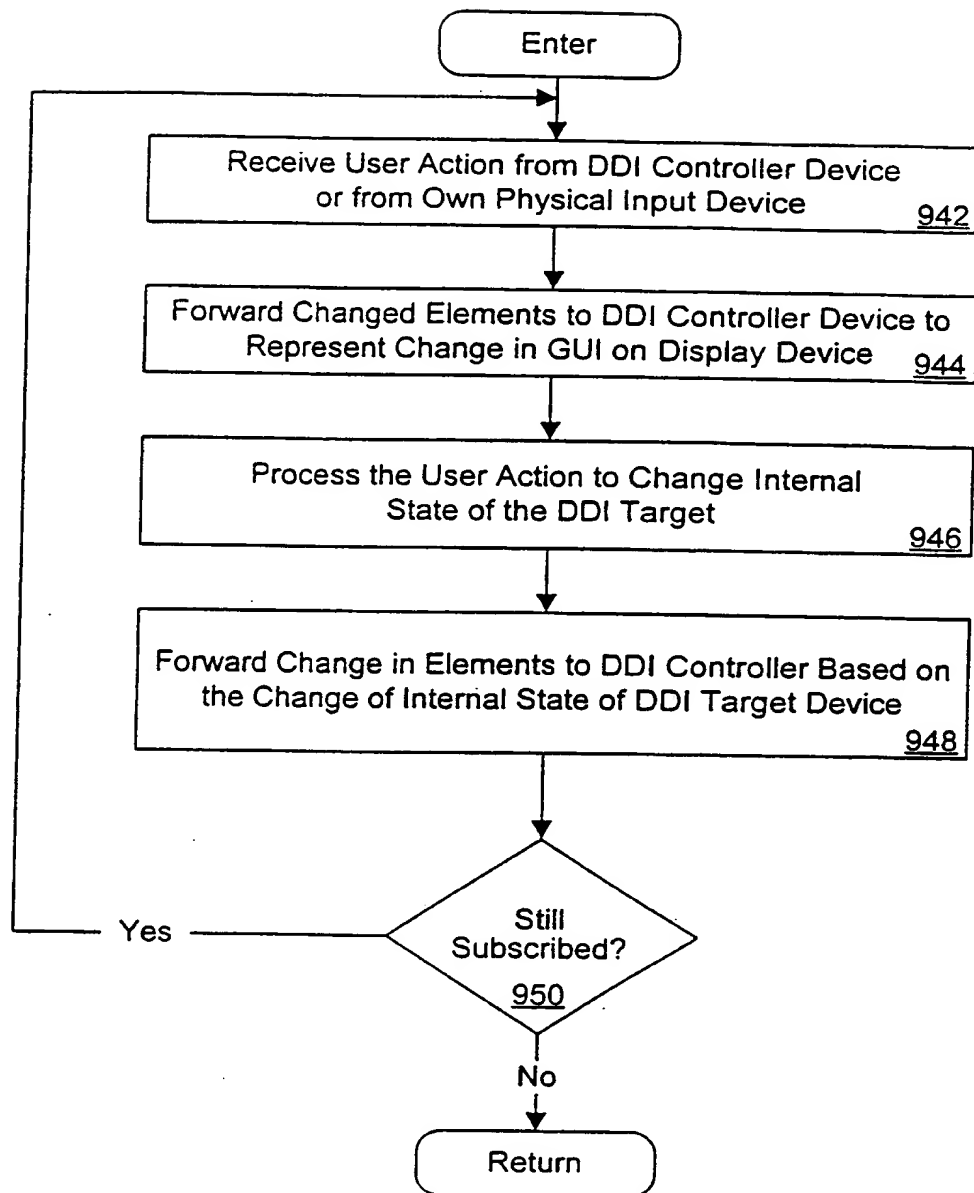 Enter
Receive User Action from DDI Controller Device
or from Own Physical Input Device
942
Forward Changed Elements to DDI Controller Device to
Represent Change in GUI on Display Device
944
Process the User Action to Change Internal
State of the DDI Target
946
Forward Change in Elements to DDI Controller Based on
the Change of Internal State of DDI Target Device
948
Yes
Still
Subscribed?
950
No
Return